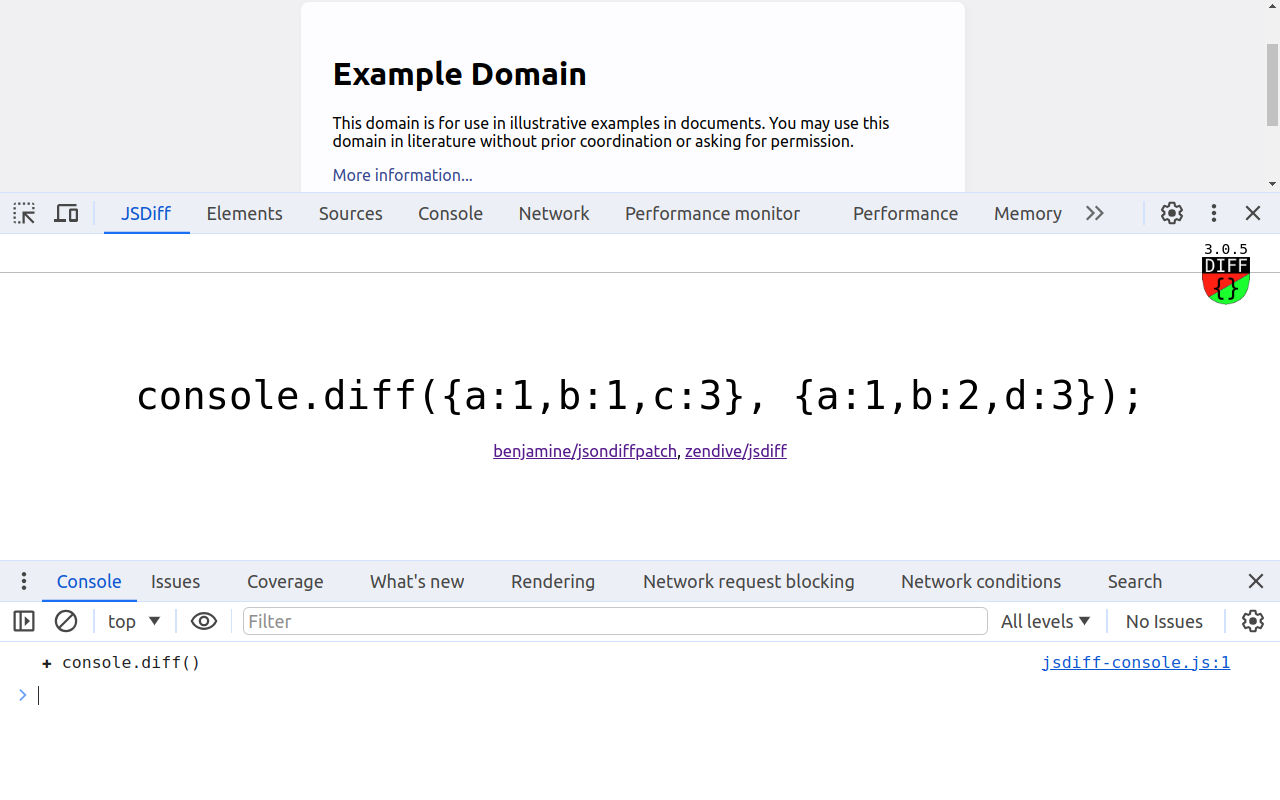 Example Domain
This domain is for use in illustrative examples in documents. You may use this
domain in literature without prior coordination or asking for permission.
More information...
JSDiff Elements Sources Console Network Performance monitor Performance Memory
3.0.5
DIFF
{}
console.diff({a:1,b:1,c:3}, {a:1,b:2,d:3});
benjamine/jsondiffpatch, zendive/jsdiff
Console Issues Coverage What's new Rendering Network request blocking Network conditions Search
top Filter All levels No Issues
✚ console.diff() jsdiff-console.js:1
>